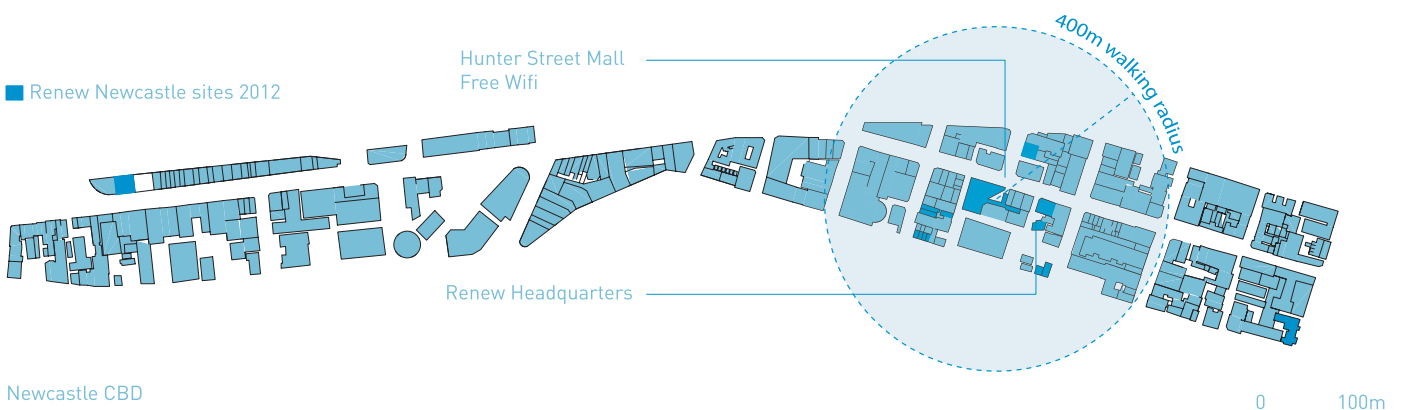 400m walking radius
Hunter Street Mall
Free Wifi
Renew Newcastle sites 2012
Renew Headquarters
Newcastle CBD
0 100m